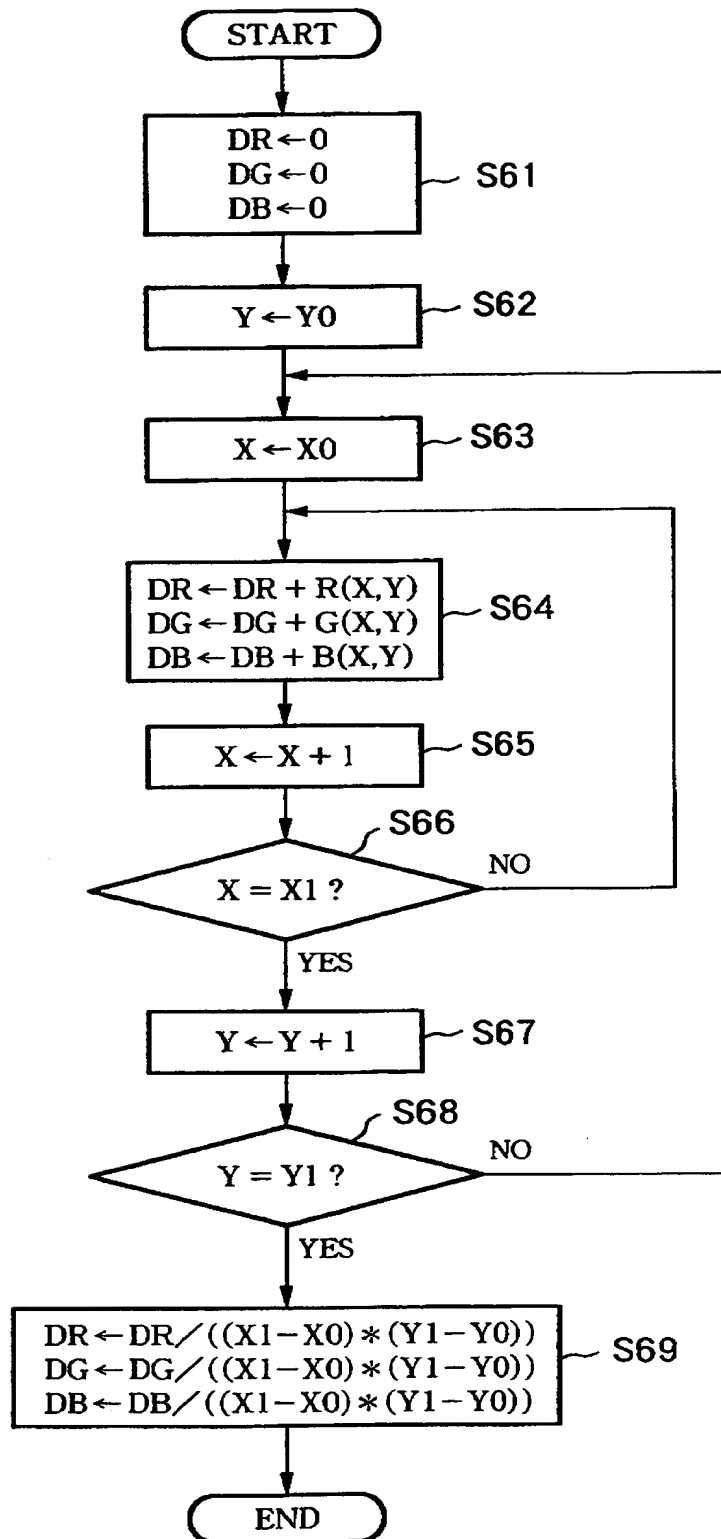 START
DR←0
DG←0
DB←0
S61
Y←Y0
S62
X←X0
S63
DR←DR + R(X,Y)
DG←DG + G(X,Y)
DB←DB + B(X,Y)
S64
X←X + 1
S65
S66
X = X1 ?
NO
YES
Y←Y + 1
S67
S68
Y = Y1 ?
NO
YES
DR←DR/((X1−X0)*(Y1−Y0))
DG←DG/((X1−X0)*(Y1−Y0))
DB←DB/((X1−X0)*(Y1−Y0))
S69
END